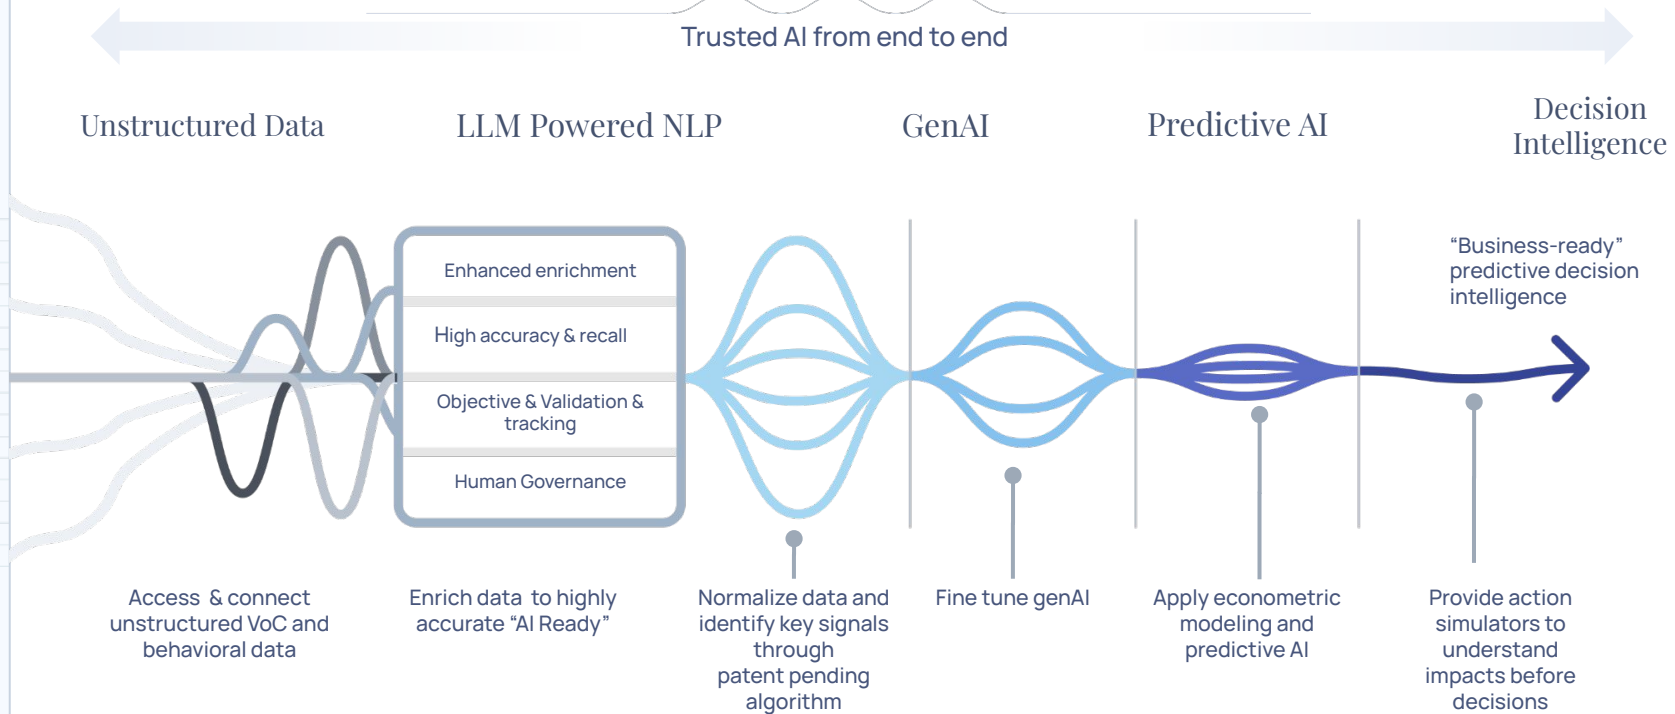 Trusted AI from end to end
Unstructured Data
LLM Powered NLP
GenAI
Predictive AI
Decision
Intelligence
Enhanced enrichment
High accuracy & recall
Objective & Validation &
tracking
Human Governance
“Business-ready”
predictive decision
intelligence
Access & connect
unstructured VoC and
behavioral data
Enrich data to highly
accurate “AI Ready”
Normalize data and
identify key signals
through
patent pending
algorithm
Fine tune genAI
Apply econometric
modeling and
predictive AI
Provide action
simulators to
understand
impacts before
decisions